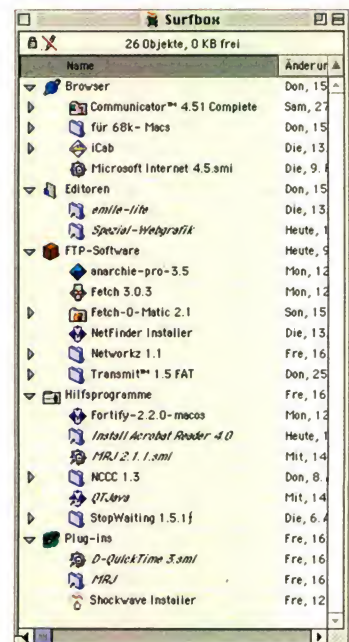 Surfbox
26 Objekte, 0 KB frei
Name Änderun
Browser Don, 15
Communicator™ 4.51 Complete Sam, 27
für 68k- Macs Don, 15
iCab Die, 13
Microsoft Internet 4.5.smi Die, 9.
Editoren Don, 15
emile-life Die, 13
Spezial-Webgrafik Heute, 1
FTP-Software Heute, 9
anarchie-pro-3.5 Mon, 12
Fetch 3.0.3 Mon, 12
Fetch-O-Matic 2.1 Son, 15
NetFinder Installer Die, 13
Networkz 1.1 Fre, 16
Transmit™ 1.5 FAT Don, 25
Hilfsprogramme Fre, 16
Fortify-2.2.0-macos Mon, 12
Install Acrobat Reader 4.0 Heute, 1
MRJ 2.1.1.smi Mit, 14
NCCC 1.3 Don, 8.
QTJava Mit, 14
StopWaiting 1.5.1ƒ Die, 6.
Plug-ins Fre, 16
D-QuickTime 3.smi Fre, 16
MRJ Fre, 16
Shockwave Installer Fre, 12